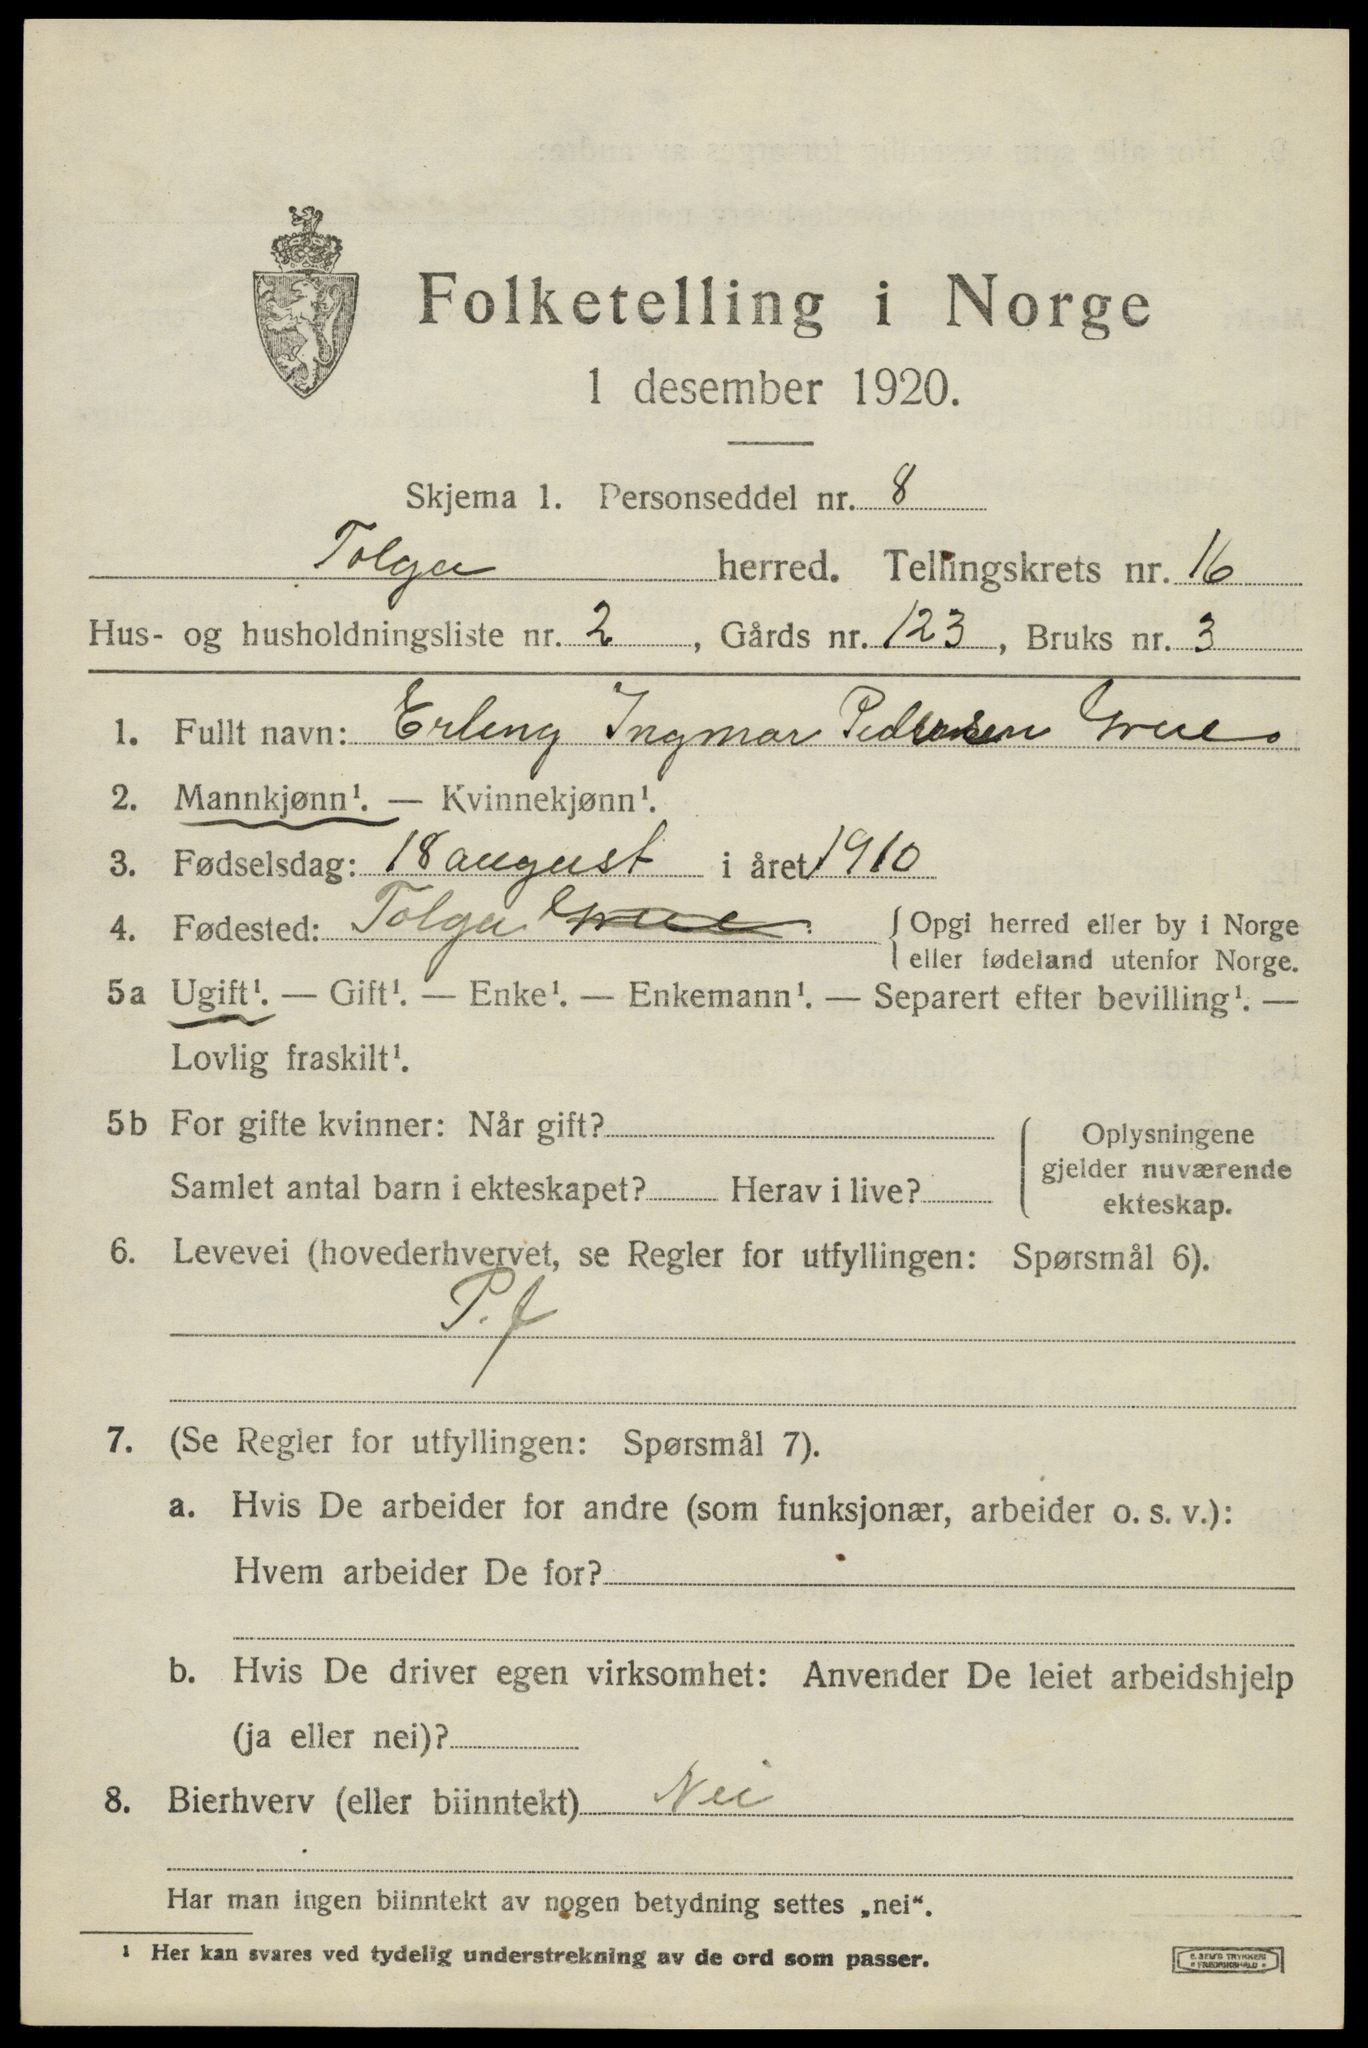 Folketelling i Norge
1 desember 1920.
Skjema 1. Personseddel nr. 8
Tolga herred. Tellingskrets nr. 16
Hus- og husholdningsliste nr. 2, Gårds nr. 123, Bruks nr. 3
1. Fullt navn: Erling Ingmar Pedersen Grue.
2. Mannkjønn¹. — Kvinnekjønn¹.
3. Fødselsdag: 18 august i året 1910
4. Fødested: Tolga Grue. { Opgi herred eller by i Norge
eller fødeland utenfor Norge.
5a Ugift¹. — Gift¹. — Enke¹. — Enkemann¹. — Separert efter bevilling¹. —
Lovlig fraskilt¹.
5b For gifte kvinner: Når gift? { Oplysningene
gjelder nuværende
Samlet antal barn i ekteskapet? Herav i live?
ekteskap.
6. Levevei (hovederhvervet, se Regler for utfyllingen: Spørsmål 6).
P. f
7. (Se Regler for utfyllingen: Spørsmål 7).
a. Hvis De arbeider for andre (som funksjonær, arbeider o. s. v.):
Hvem arbeider De for?
b. Hvis De driver egen virksomhet: Anvender De leiet arbeidshjelp
(ja eller nei)?
8. Bierhverv (eller biinntekt) Nei
Har man ingen biinntekt av nogen betydning settes „nei“.
¹ Her kan svares ved tydelig understrekning av de ord som passer.
E. SEM'S TRYKKERI
FREDRIKSHALD